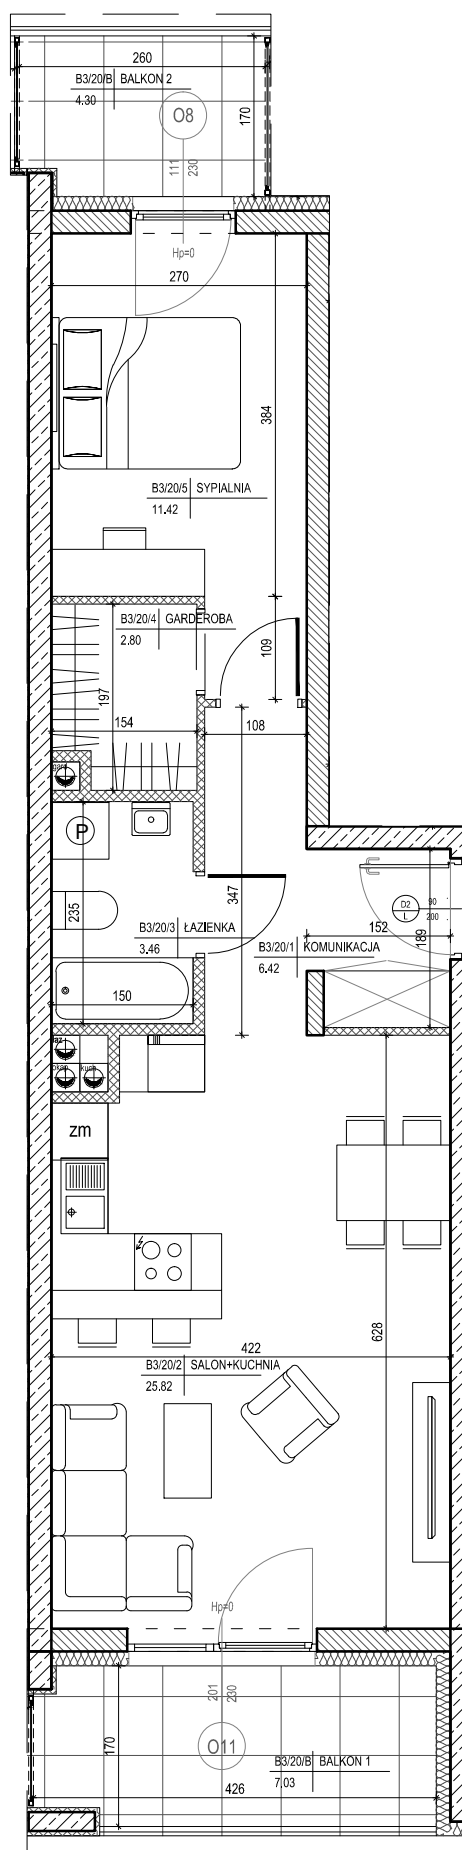 260
B3/20/B BALKON 2
4.30
O8
170
111
230
Hp=0
270
384
B3/20/5 SYPIALNIA
11.42
B3/20/4 GARDEROBA
2.80
109
197
154
108
P
235
347
B3/20/3 ŁAZIENKA
3.46
D2
L
90
200
152
189
B3/20/1 KOMUNIKACJA
6.42
150
kuch
zm
628
422
B3/20/2 SALON+KUCHNIA
25.82
Hp=0
201
230
O11
170
B3/20/B BALKON 1
7.03
426